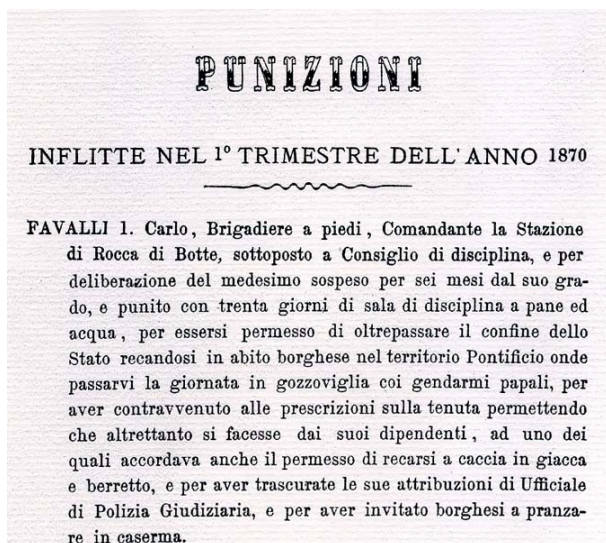 PUNIZIONI
INFLITTE NEL 1º TRIMESTRE DELL'ANNO 1870
FAVALLI 1. Carlo, Brigadiere a piedi, Comandante la Stazione
di Rocca di Botte, sottoposto a Consiglio di disciplina, e per
deliberazione del medesimo sospeso per sei mesi dal suo gra-
do, e punito con trenta giorni di sala di disciplina a pane ed
acqua, per essersi permesso di oltrepassare il confine dello
Stato recandosi in abito borghese nel territorio Pontificio onde
passarvi la giornata in gozzoviglia coi gendarmi papali, per
aver contravvenuto alle prescrizioni sulla tenuta permettendo
che altrettanto si facesse dai suoi dipendenti, ad uno dei
quali accordava anche il permesso di recarsi a caccia in giacca
e berretto, e per aver trascurate le sue attribuzioni di Ufficiale
di Polizia Giudiziaria, e per aver invitato borghesi a pranza-
re in caserma.